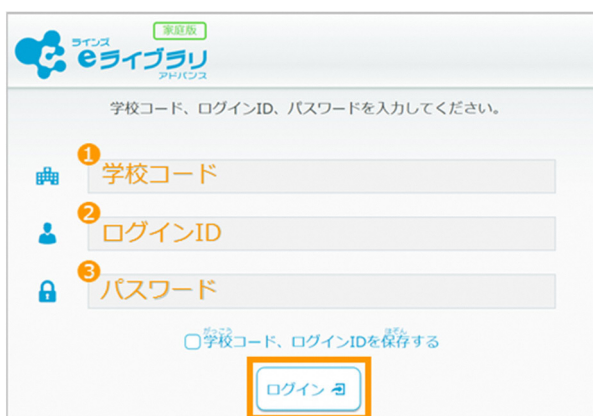 家庭版
ラインズ
eライブラリ
アドバンス
学校コード、ログインID、パスワードを入力してください。
1
学校コード
2
ログインID
3
パスワード
がっこう ほぞん
学校コード、ログインIDを保存する
ログイン